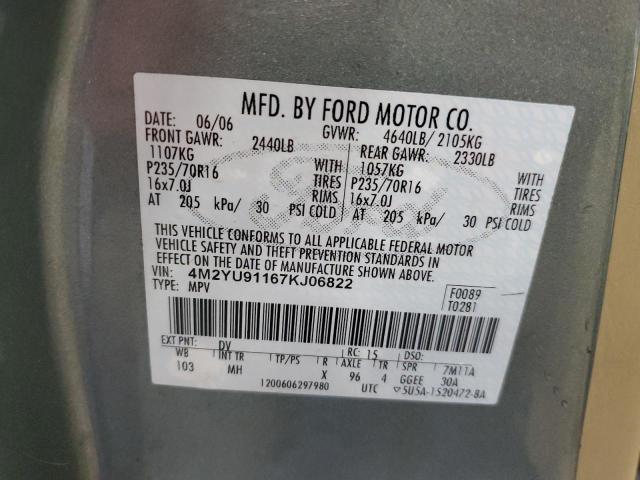 MFD. BY FORD MOTOR CO.
DATE: 06/06 GVWR: 4640LB/ 2105KG
FRONT GAWR: 2440LB REAR GAWR: 2330LB
1107KG WITH 1057KG WITH
P235/70R16 TIRES P235/70R16 TIRES
16x7.0J RIMS 16x7.0J RIMS
AT 205 kPa/ 30 PSI COLD AT 205 kPa/ 30 PSI COLD
Ford
THIS VEHICLE CONFORMS TO ALL APPLICABLE FEDERAL MOTOR
VEHICLE SAFETY AND THEFT PREVENTION STANDARDS IN
EFFECT ON THE DATE OF MANUFACTURE SHOWN ABOVE.
VIN: 4M2YU91167KJ06822 F0089
TYPE: MPV T0281
EXT PNT: DV RC: 15 DSO:
WB INT TR TP/PS R AXLE TR SPR 7M11A
103 MH X 96 4 GGEE 30A
1200606297980 UTC ▽5U5A-1520472-BA